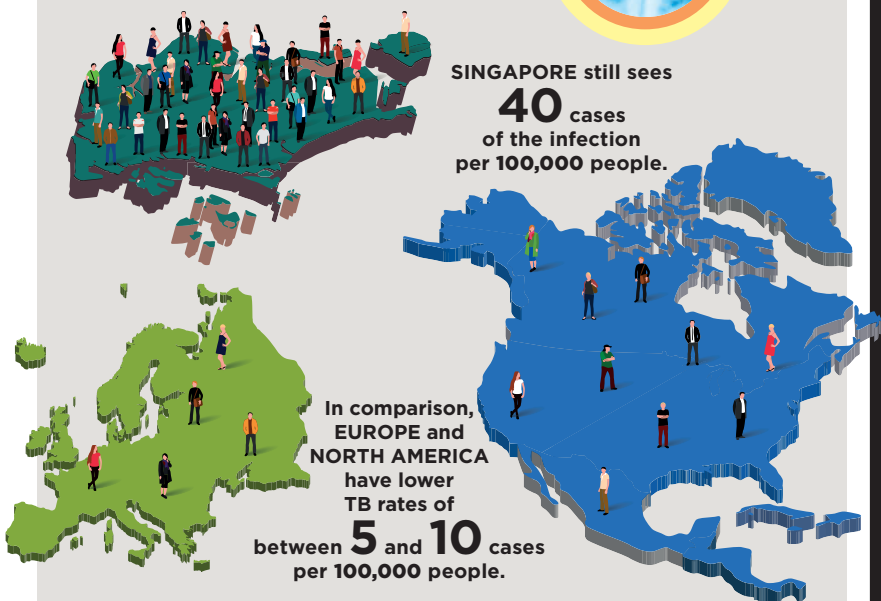 SINGAPORE still sees
40 cases
of the infection
per 100,000 people.
In comparison,
EUROPE and
NORTH AMERICA
have lower
TB rates of
between 5 and 10 cases
per 100,000 people.